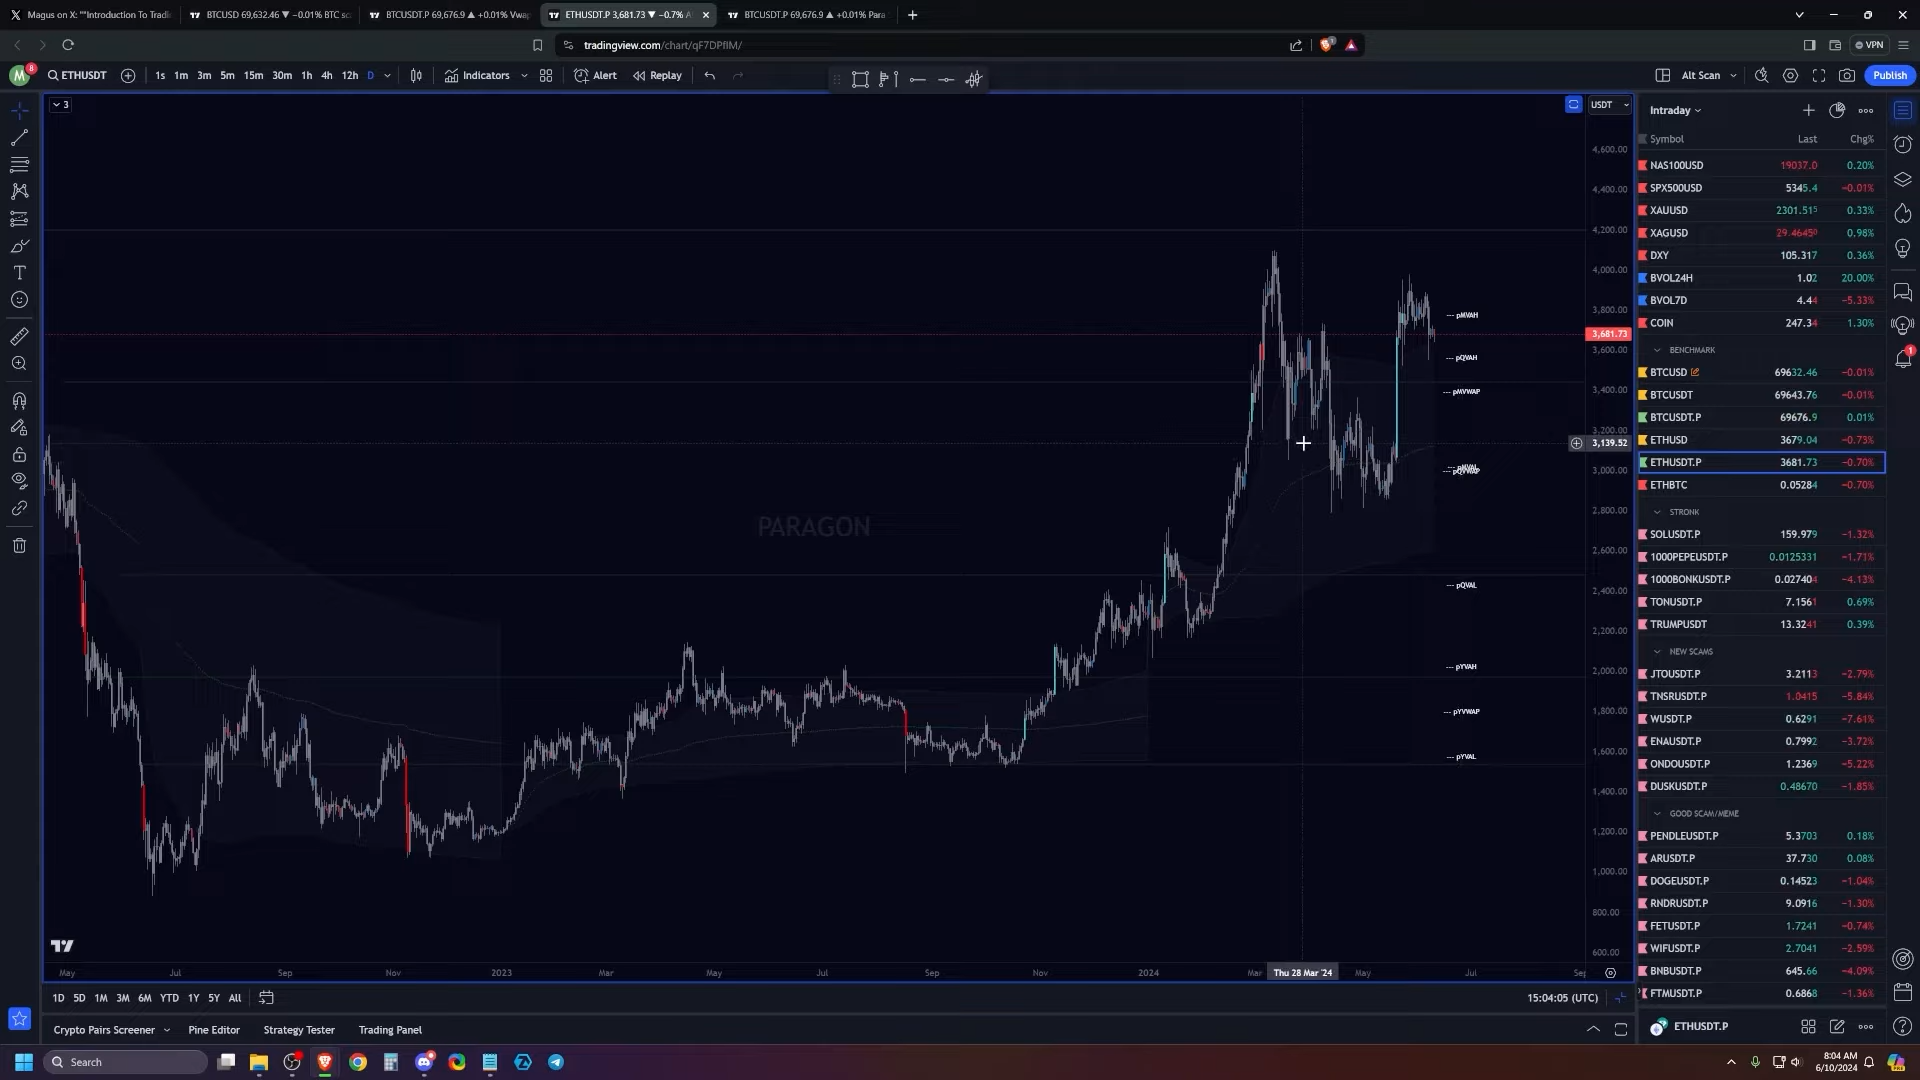 Magus on X: ""Introduction To Tradi
BTCUSD 69,632.46 ▼ −0.01% BTC sc
BTCUSDT.P 69,676.9 ▲ +0.01% Vwap
ETHUSDT.P 3,681.73 ▼ −0.7% A
BTCUSDT.P 69,676.9 ▲ +0.01% Para
tradingview.com/chart/qF7DPflM/
VPN
M 8
ETHUSDT
1s 1m 3m 5m 15m 30m 1h 4h 12h D
Indicators
Alert
Replay
Alt Scan
Publish
3
USDT
4,600.00
4,400.00
4,200.00
4,000.00
3,800.00
3,681.73
3,600.00
3,400.00
3,200.00
3,139.52
3,000.00
2,800.00
2,600.00
2,400.00
2,200.00
2,000.00
1,800.00
1,600.00
1,400.00
1,200.00
1,000.00
800.00
600.00
--- pMVAH
--- pQVAH
--- pMVWAP
--- pQVAL
--- pYVAH
--- pYVWAP
--- pYVAL
PARAGON
May Jul Sep Nov 2023 Mar May Jul Sep Nov 2024 Mar Thu 28 Mar '24 May Jul Sep
1D 5D 1M 3M 6M YTD 1Y 5Y All
15:04:05 (UTC)
Crypto Pairs Screener Pine Editor Strategy Tester Trading Panel
Intraday
Symbol Last Chg%
NAS100USD 19037.0 0.20%
SPX500USD 5345.4 −0.01%
XAUUSD 2301.515 0.33%
XAGUSD 29.4645⁰ 0.98%
DXY 105.317 0.36%
BVOL24H 1.02 20.00%
BVOL7D 4.44 −5.33%
COIN 247.34 1.30%
BENCHMARK
BTCUSD 69632.46 −0.01%
BTCUSDT 69643.76 −0.01%
BTCUSDT.P 69676.9 0.01%
ETHUSD 3679.04 −0.73%
ETHUSDT.P 3681.73 −0.70%
ETHBTC 0.05284 −0.70%
STRONK
SOLUSDT.P 159.979 −1.32%
1000PEPEUSDT.P 0.0125331 −1.71%
1000BONKUSDT.P 0.027404 −4.13%
TONUSDT.P 7.1561 0.69%
TRUMPUSDT 13.3241 0.39%
NEW SCAMS
JTOUSDT.P 3.2113 −2.79%
TNSRUSDT.P 1.0415 −5.84%
WUSDT.P 0.6291 −7.61%
ENAUSDT.P 0.7992 −3.72%
ONDOUSDT.P 1.2369 −5.22%
DUSKUSDT.P 0.48670 −1.85%
GOOD SCAM/MEME
PENDLEUSDT.P 5.3703 0.18%
ARUSDT.P 37.730 0.08%
DOGEUSDT.P 0.14523 −1.04%
RNDRUSDT.P 9.0916 −1.30%
FETUSDT.P 1.7241 −0.74%
WIFUSDT.P 2.7041 −2.59%
BNBUSDT.P 645.66 −4.09%
FTMUSDT.P 0.6868 −1.36%
ETHUSDT.P
Search
8:04 AM
6/10/2024